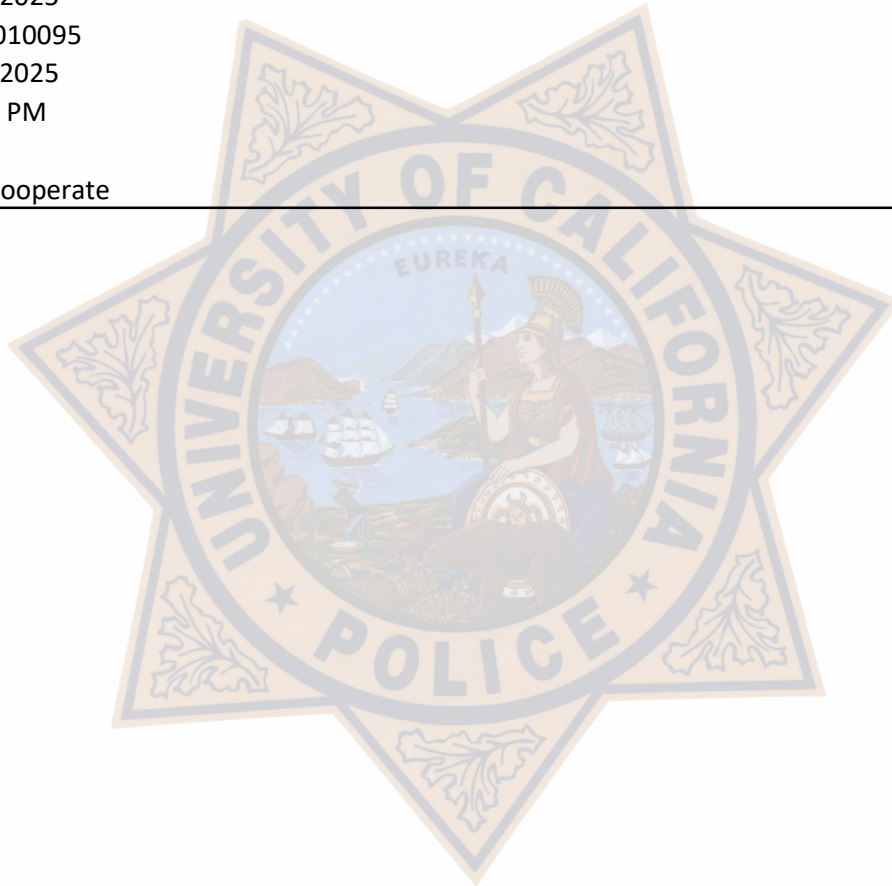 2025
010095
2025
PM
ooperate
UNIVERSITY OF CALIFORNIA
EUREKA
★ POLICE ★